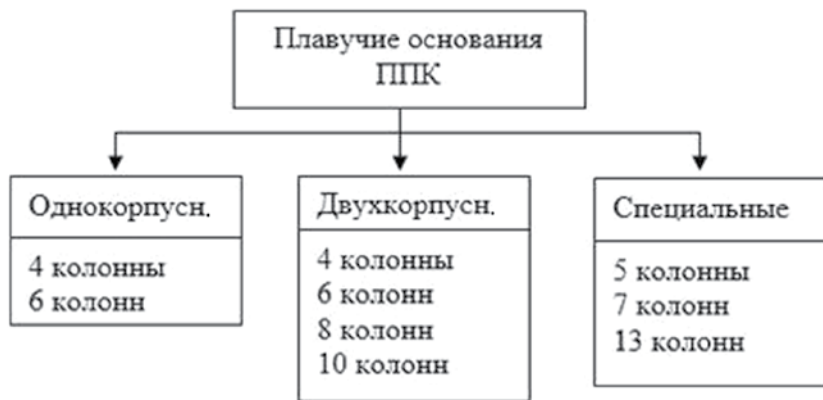 Плавучие основания
ППК
Однокорпусн.
4 колонны
6 колонн
Двухкорпусн.
4 колонны
6 колонн
8 колонн
10 колонн
Специальные
5 колонны
7 колонн
13 колонн